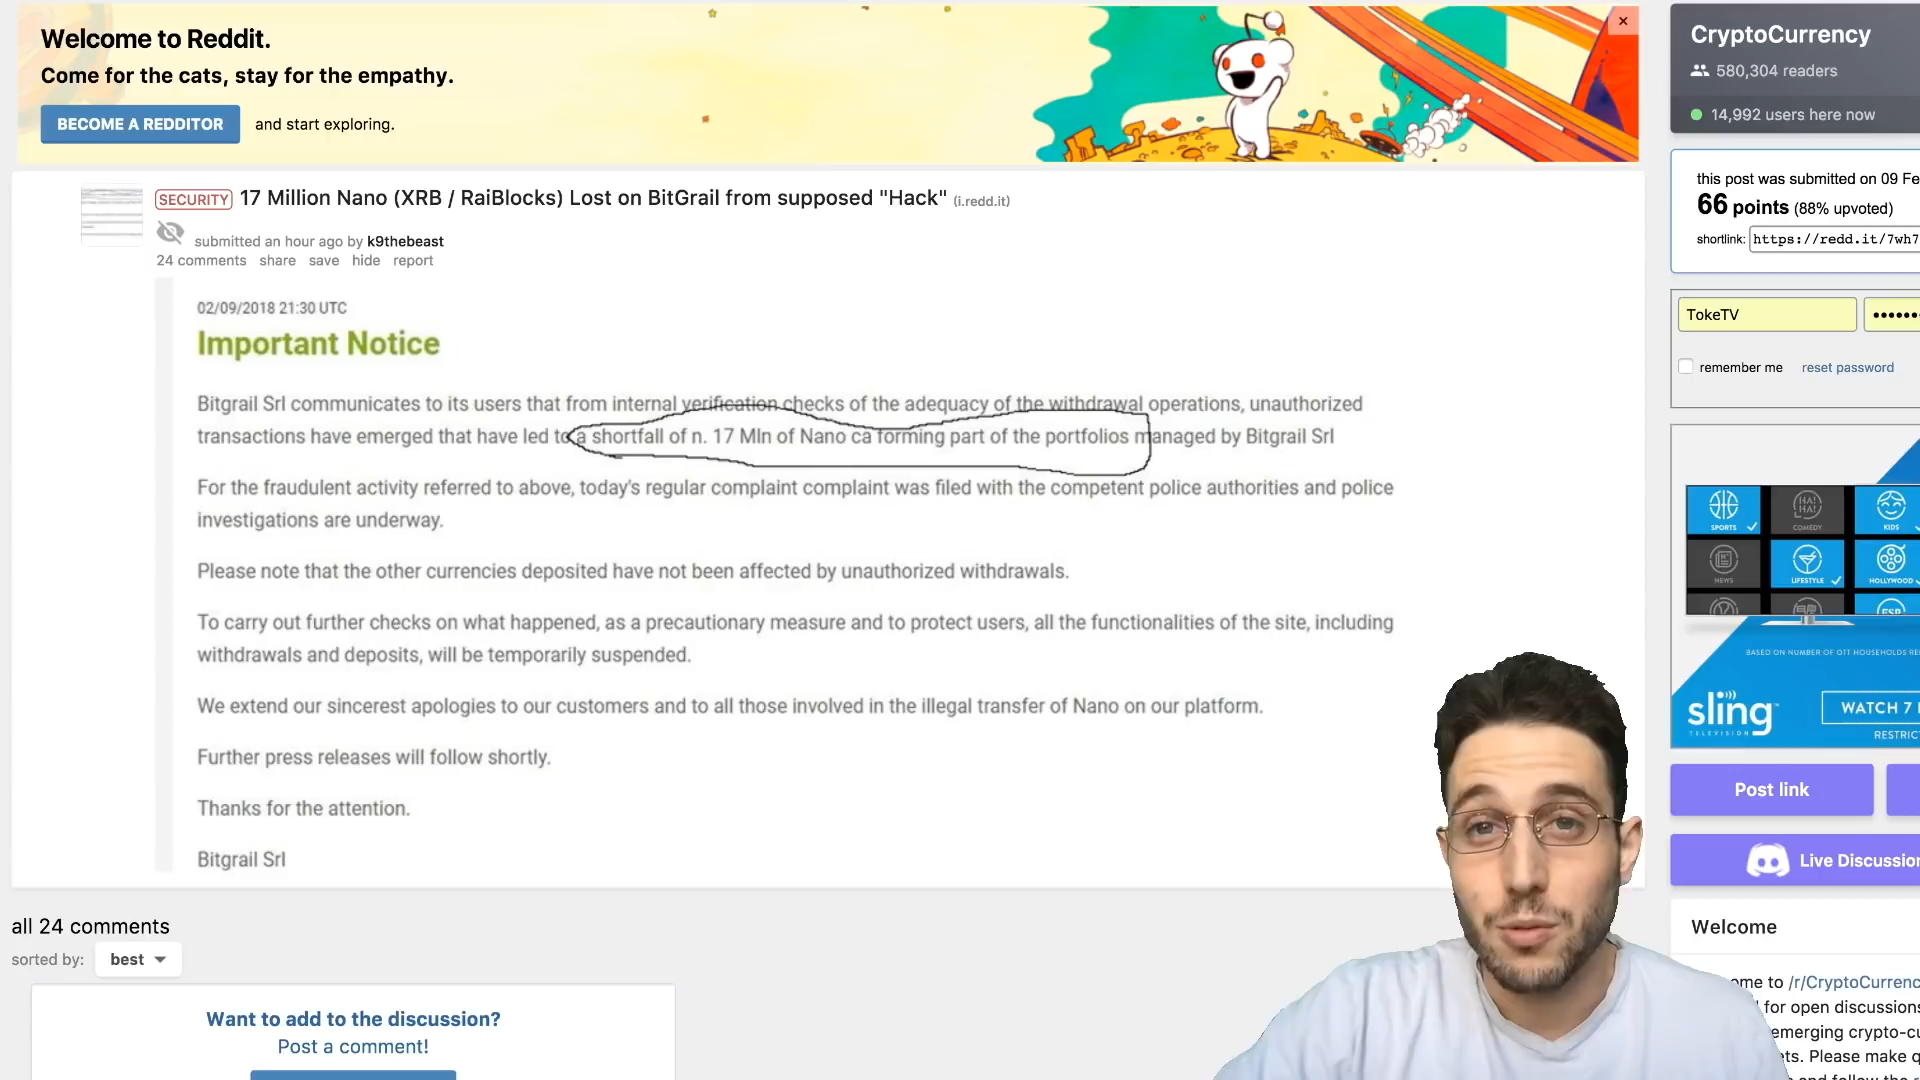 Welcome to Reddit.
Come for the cats, stay for the empathy.
BECOME A REDDITOR and start exploring.
×
SECURITY 17 Million Nano (XRB / RaiBlocks) Lost on BitGrail from supposed "Hack" (i.redd.it)
submitted an hour ago by k9thebeast
24 comments share save hide report
02/09/2018 21:30 UTC
Important Notice
Bitgrail Srl communicates to its users that from internal verification checks of the adequacy of the withdrawal operations, unauthorized
transactions have emerged that have led to a shortfall of n. 17 Mln of Nano ca forming part of the portfolios managed by Bitgrail Srl
For the fraudulent activity referred to above, today's regular complaint complaint was filed with the competent police authorities and police
investigations are underway.
Please note that the other currencies deposited have not been affected by unauthorized withdrawals.
To carry out further checks on what happened, as a precautionary measure and to protect users, all the functionalities of the site, including
withdrawals and deposits, will be temporarily suspended.
We extend our sincerest apologies to our customers and to all those involved in the illegal transfer of Nano on our platform.
Further press releases will follow shortly.
Thanks for the attention.
Bitgrail Srl
all 24 comments
sorted by: best
Want to add to the discussion?
Post a comment!
CryptoCurrency
580,304 readers
14,992 users here now
this post was submitted on 09 Fe
66 points (88% upvoted)
shortlink: https://redd.it/7wh7
TokeTV ••••••
remember me reset password
SPORTS COMEDY KIDS
NEWS LIFESTYLE HOLLYWOOD
ESP
BASED ON NUMBER OF OTT HOUSEHOLDS
sling
TELEVISION
WATCH 7
RESTRIC
Post link
Live Discussion
Welcome
ome to /r/CryptoCurrenc
for open discussions
emerging crypto-cu
ets. Please make q
and follow the